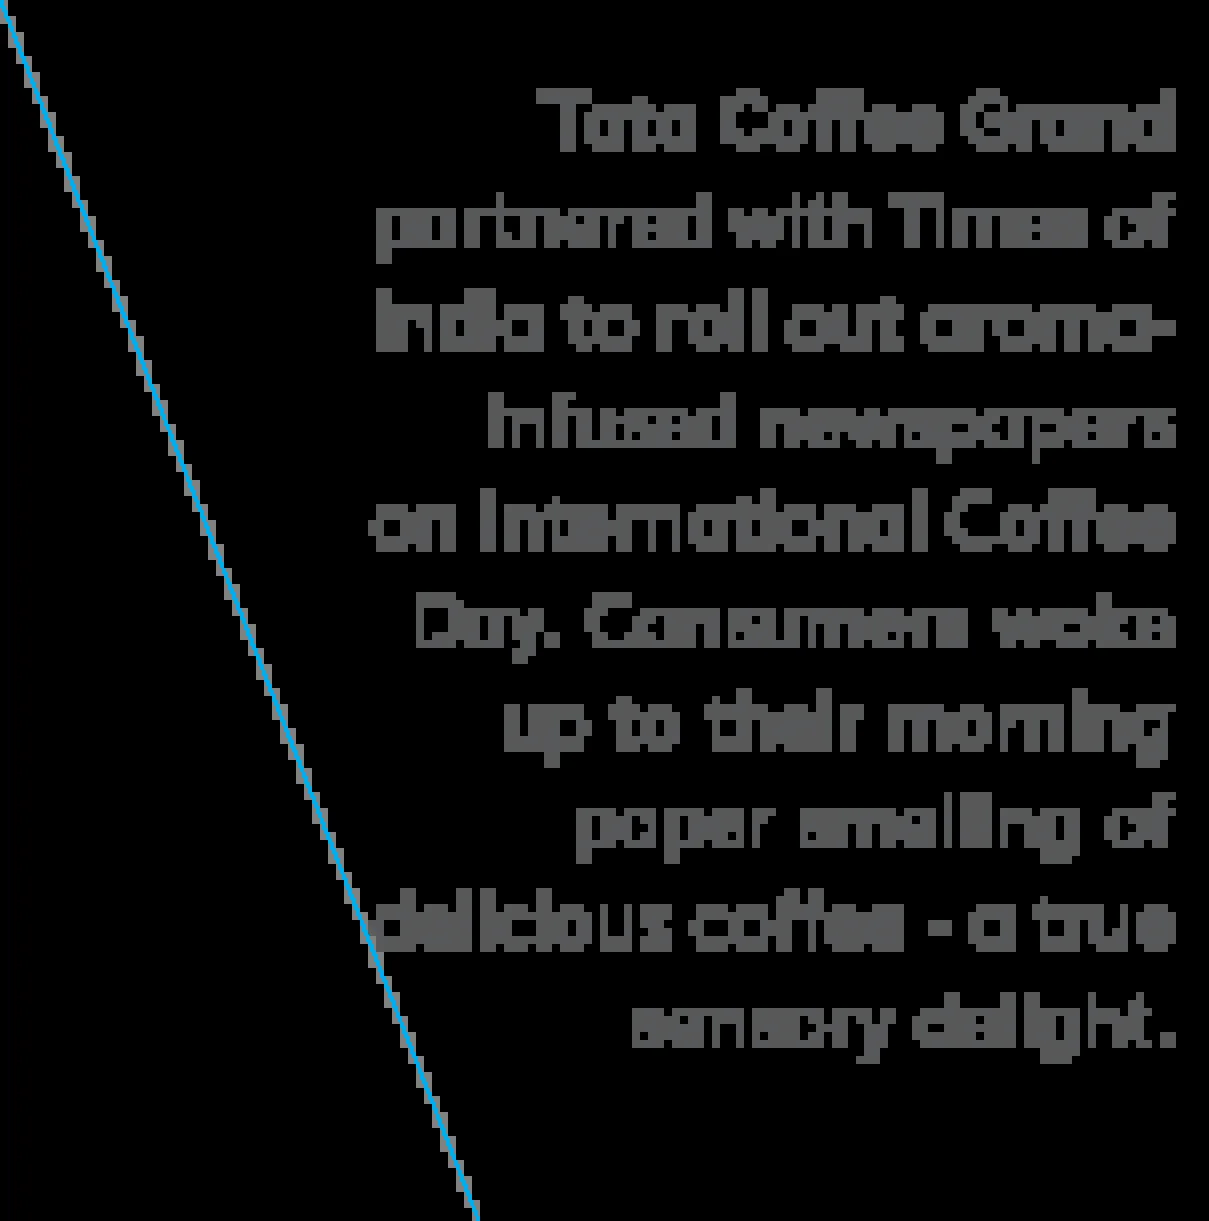 Tata Coffee Grand
partnered with Times of
India to roll out aroma-
infused newspapers
on International Coffee
Day. Consumers woke
up to their morning
paper smelling of
delicious coffee - a true
sensory delight.